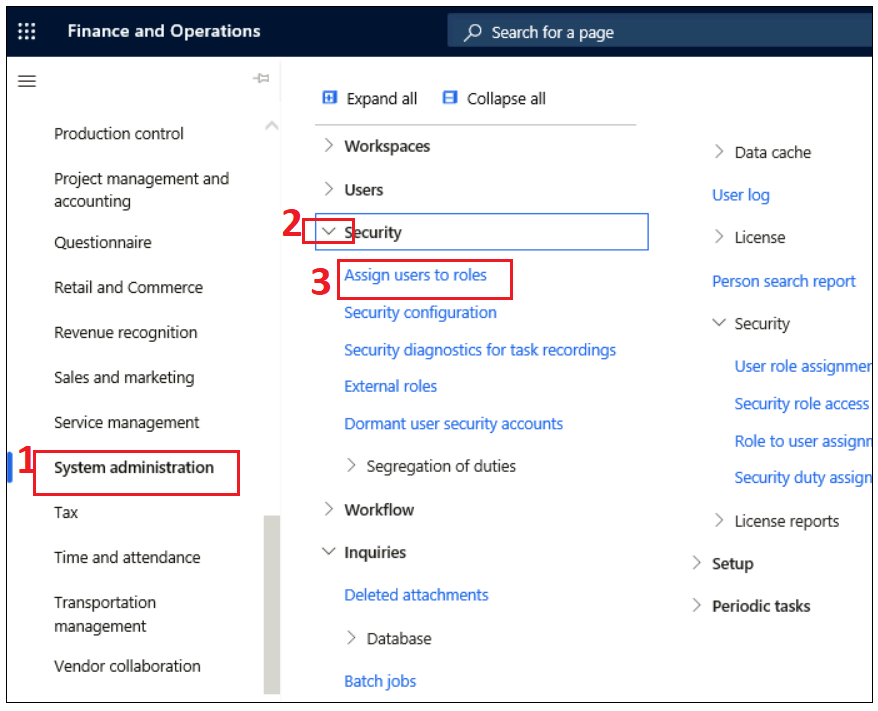 Finance and Operations
Search for a page
Production control
Project management and
accounting
Questionnaire
Retail and Commerce
Revenue recognition
Sales and marketing
Service management
1
System administration
Tax
Time and attendance
Transportation
management
Vendor collaboration
Expand all
Collapse all
Workspaces
Users
2
Security
3
Assign users to roles
Security configuration
Security diagnostics for task recordings
External roles
Dormant user security accounts
Segregation of duties
Workflow
Inquiries
Deleted attachments
Database
Batch jobs
Data cache
User log
License
Person search report
Security
User role assignmer
Security role access
Role to user assignn
Security duty assign
License reports
Setup
Periodic tasks